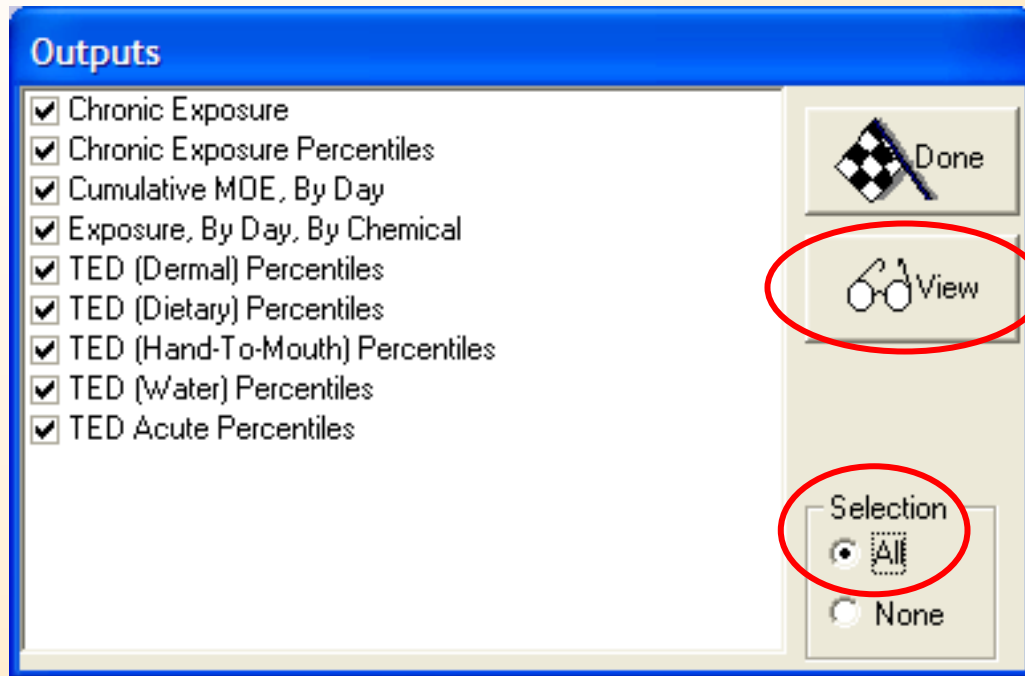 Outputs
Chronic Exposure
Chronic Exposure Percentiles
Cumulative MOE, By Day
Exposure, By Day, By Chemical
TED (Dermal) Percentiles
TED (Dietary) Percentiles
TED (Hand-To-Mouth) Percentiles
TED (Water) Percentiles
TED Acute Percentiles
Done
View
Selection
All
None